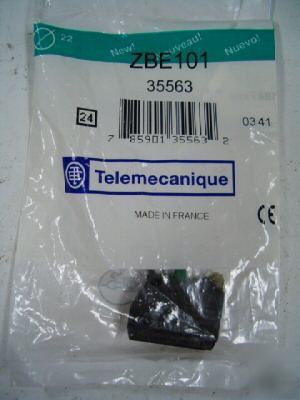 22
New!
Nouveau!
Nuevo!
ZBE101
35563
24
0341
7 85901 35563 2
Telemecanique
MADE IN FRANCE
CE